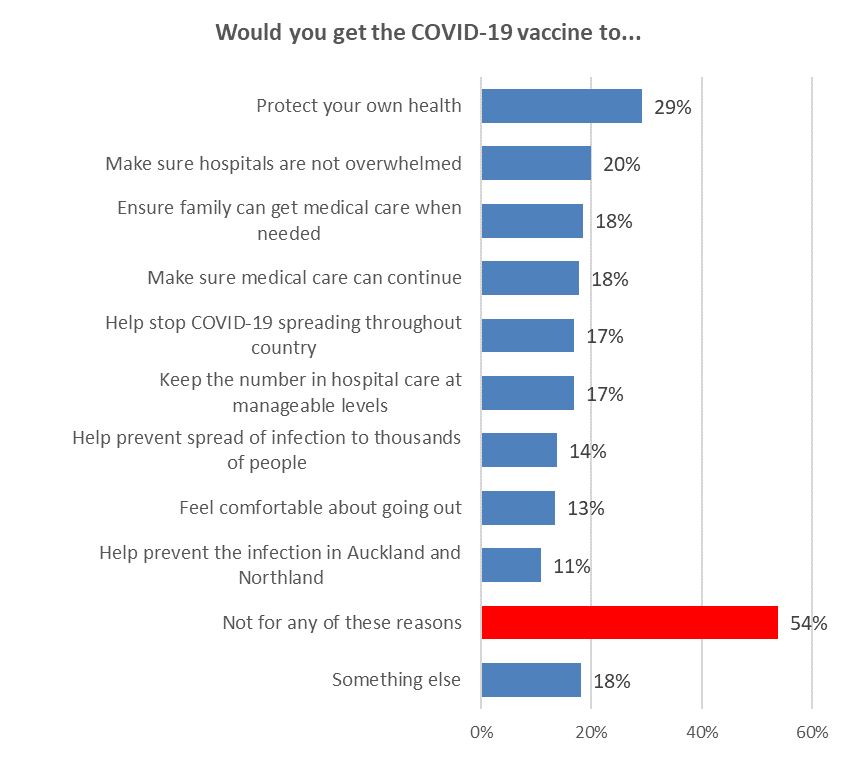 Would you get the COVID-19 vaccine to...
Protect your own health
29%
Make sure hospitals are not overwhelmed
20%
Ensure family can get medical care when
needed
18%
Make sure medical care can continue
18%
Help stop COVID-19 spreading throughout
country
17%
Keep the number in hospital care at
manageable levels
17%
Help prevent spread of infection to thousands
of people
14%
Feel comfortable about going out
13%
Help prevent the infection in Auckland and
Northland
11%
Not for any of these reasons
54%
Something else
18%
0% 20% 40% 60%